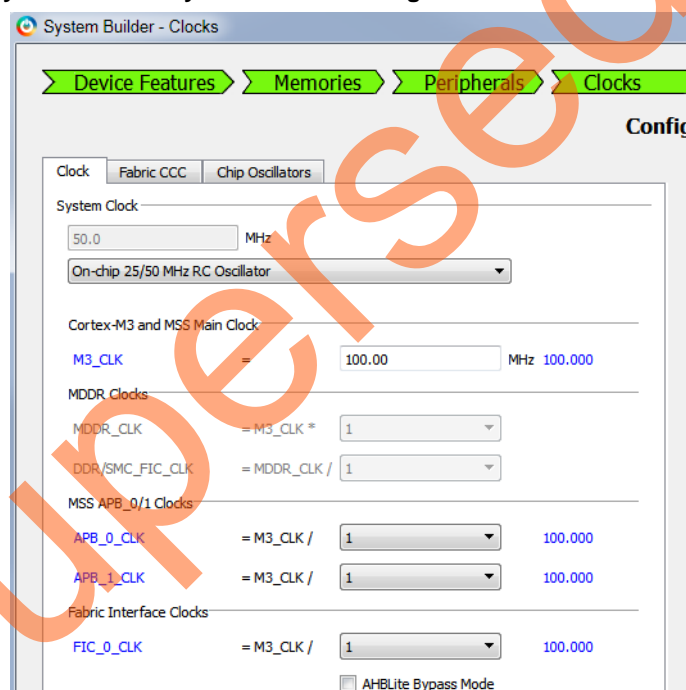 System Builder - Clocks
Device Features Memories Peripherals Clocks
Clock Fabric CCC Chip Oscillators
System Clock
50.0 MHz
On-chip 25/50 MHz RC Oscillator
Cortex-M3 and MSS Main Clock
M3_CLK = 100.00 MHz 100.000
MDDR Clocks
MDDR_CLK = M3_CLK * 1
DDR/SMC_FIC_CLK = MDDR_CLK / 1
MSS APB_0/1 Clocks
APB_0_CLK = M3_CLK / 1 100.000
APB_1_CLK = M3_CLK / 1 100.000
Fabric Interface Clocks
FIC_0_CLK = M3_CLK / 1 100.000
AHBLite Bypass Mode